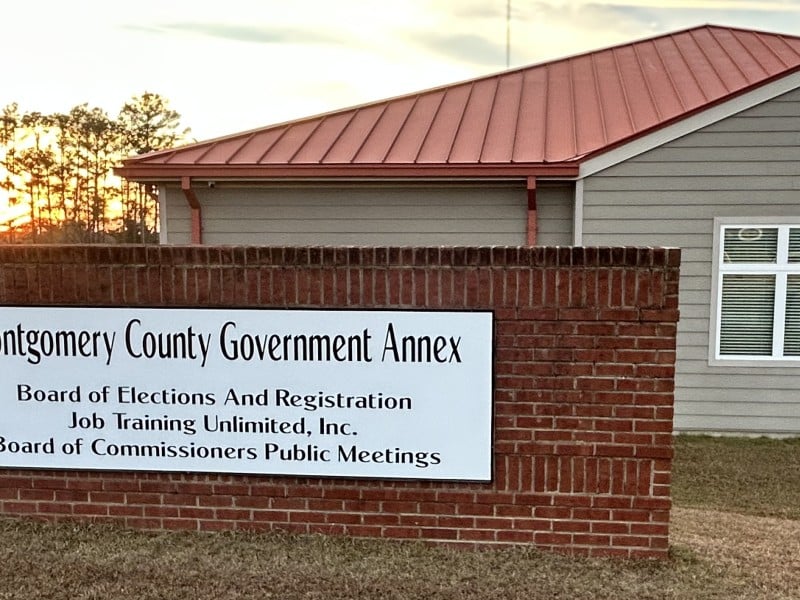 ontgomery County Government Annex
Board of Elections And Registration
Job Training Unlimited, Inc.
Board of Commissioners Public Meetings